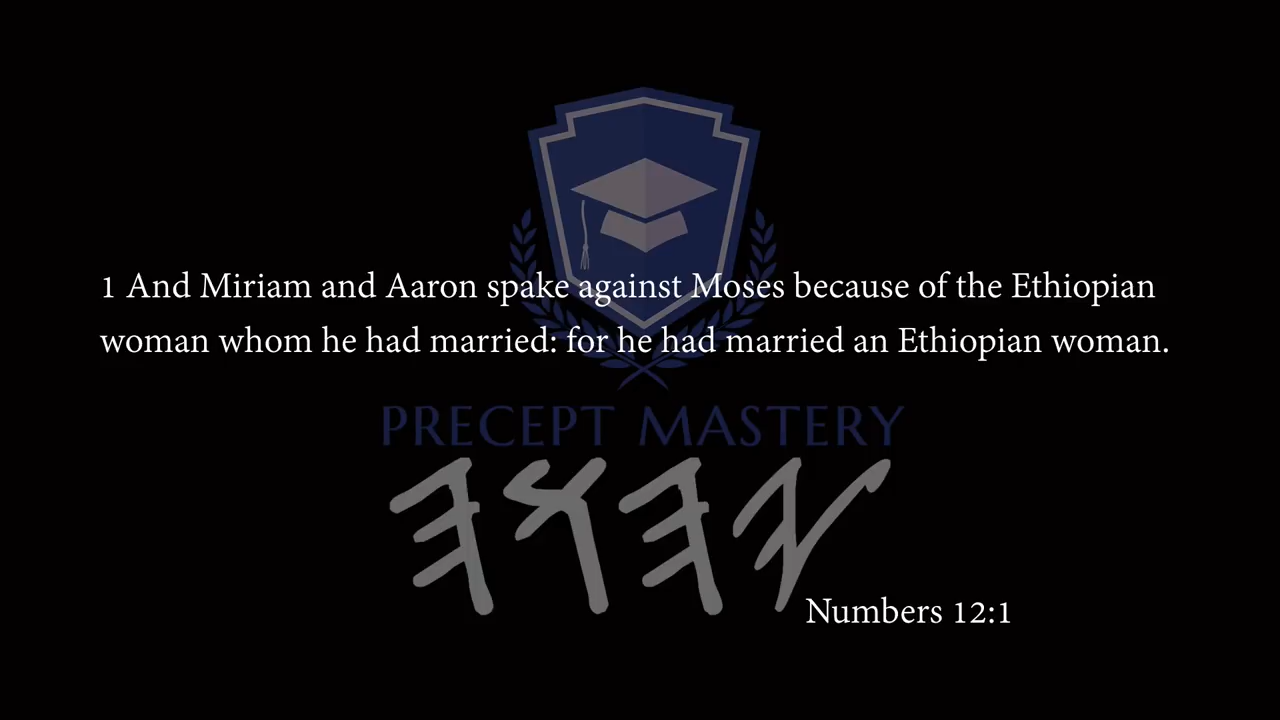 1 And Miriam and Aaron spake against Moses because of the Ethiopian
woman whom he had married: for he had married an Ethiopian woman.
PRECEPT MASTERY
𐤉𐤄𐤅𐤄
Numbers 12:1